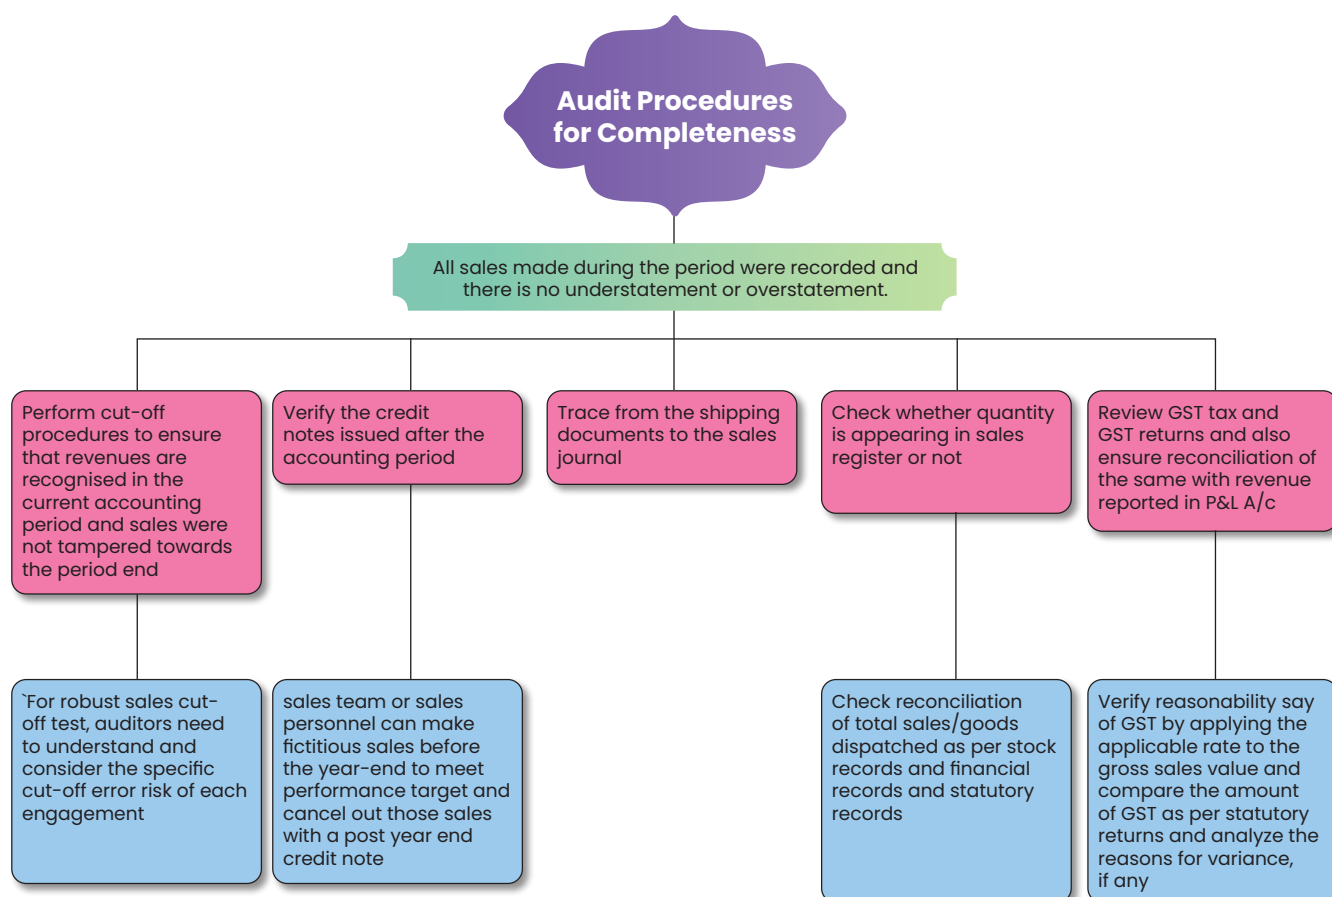 Audit Procedures
for Completeness
All sales made during the period were recorded and
there is no understatement or overstatement.
Perform cut-off
procedures to ensure
that revenues are
recognised in the
current accounting
period and sales were
not tampered towards
the period end
Verify the credit
notes issued after the
accounting period
Trace from the shipping
documents to the sales
journal
Check whether quantity
is appearing in sales
register or not
Review GST tax and
GST returns and also
ensure reconciliation of
the same with revenue
reported in P&L A/c
`For robust sales cut-
off test, auditors need
to understand and
consider the specific
cut-off error risk of each
engagement
sales team or sales
personnel can make
fictitious sales before
the year-end to meet
performance target and
cancel out those sales
with a post year end
credit note
Check reconciliation
of total sales/goods
dispatched as per stock
records and financial
records and statutory
records
Verify reasonability say
of GST by applying the
applicable rate to the
gross sales value and
compare the amount
of GST as per statutory
returns and analyze the
reasons for variance,
if any